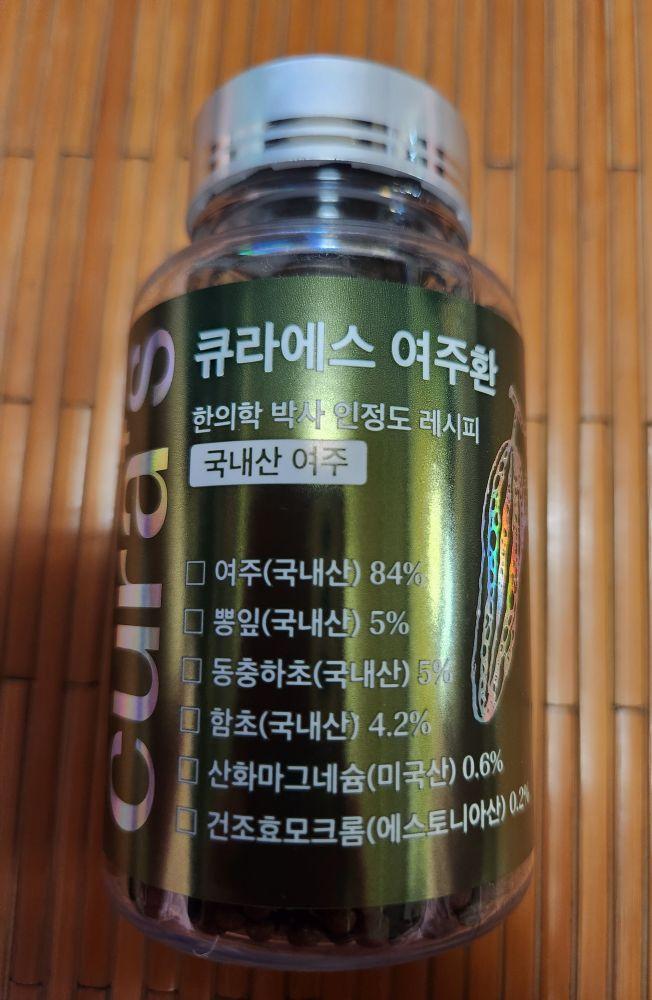 cura's
큐라에스 여주환
한의학 박사 인정도 레시피
국내산 여주
여주(국내산) 84%
뽕잎(국내산) 5%
동충하초(국내산) 5%
함초(국내산) 4.2%
산화마그네슘(미국산) 0.6%
건조효모크롬(에스토니아산) 0.2%